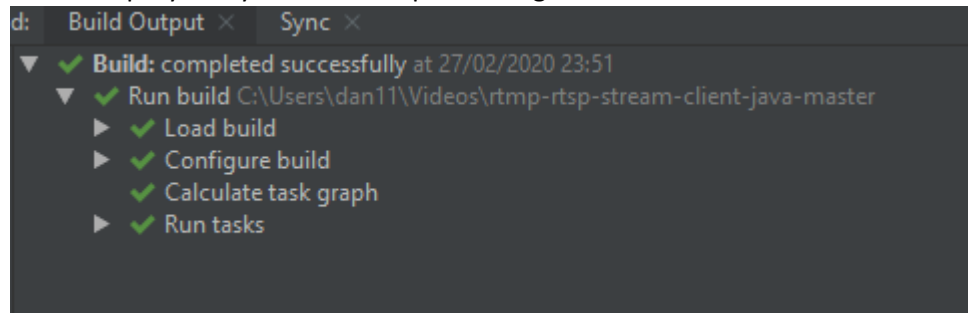 d: Build Output Sync
Build: completed successfully at 27/02/2020 23:51
Run build C:\Users\dan11\Videos\rtmp-rtsp-stream-client-java-master
Load build
Configure build
Calculate task graph
Run tasks